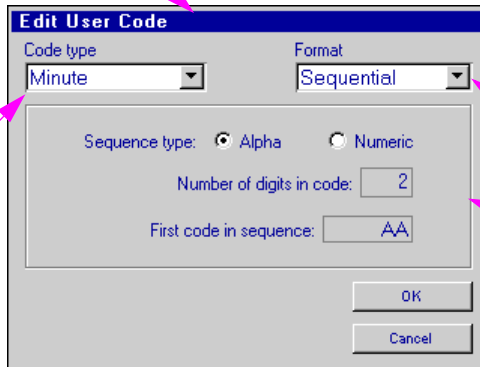 Edit User Code
Code type Format
Minute Sequential
Sequence type: Alpha Numeric
Number of digits in code: 2
First code in sequence: AA
OK
Cancel